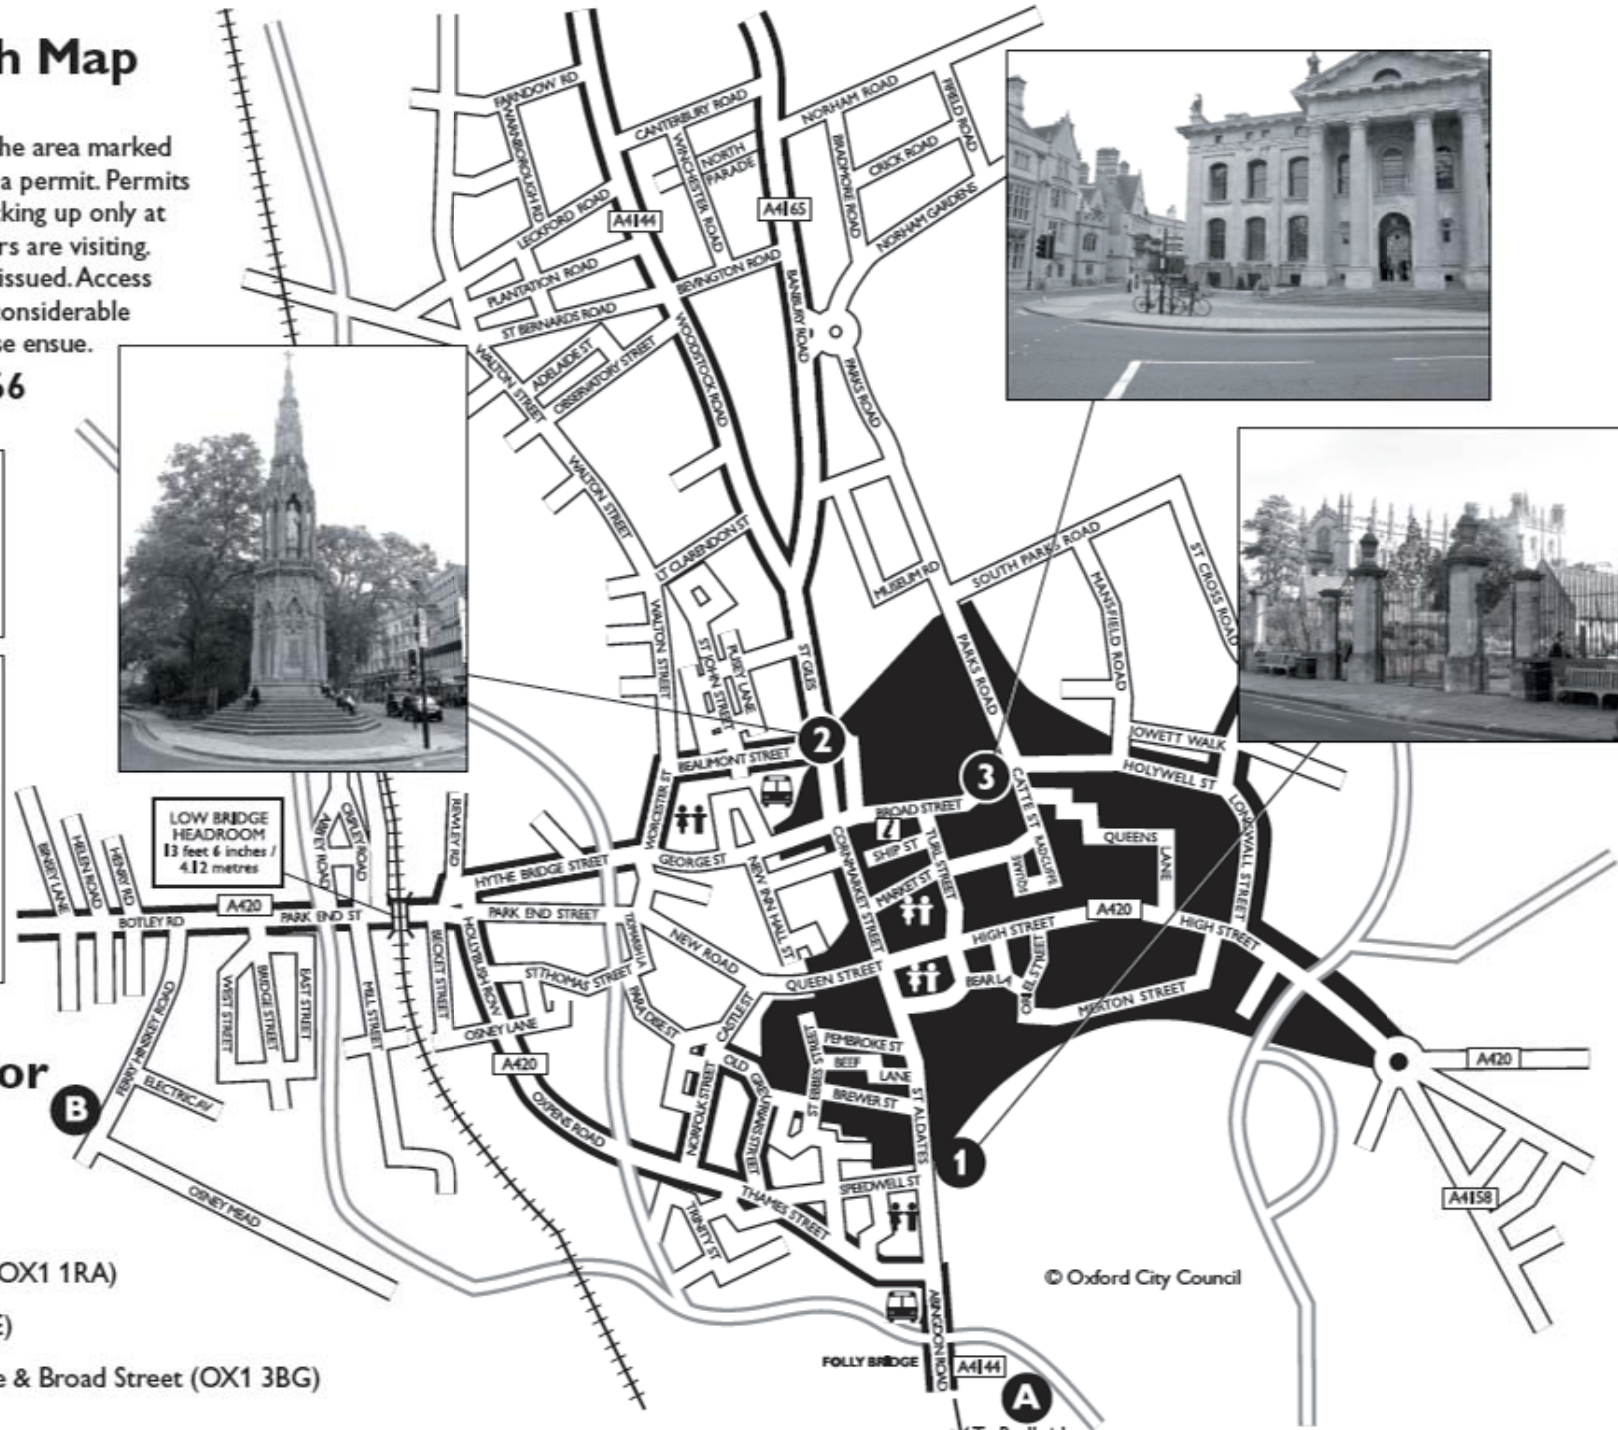 h Map
he area marked
a permit. Permits
king up only at
rs are visiting.
issued. Access
onsiderable
se ensue.
66
FARNDOW RD
WARNBOROUGH RD
LECKFORD ROAD
PLANTATION ROAD
ST BERNARDS ROAD
ADELAIDE ST
OBSERVATORY STREET
WALTON STREET
A4144
CANTERBURY ROAD
WINCHESTER ROAD
NORTH
PARADE
A4165
BEVINGTON ROAD
BANBURY ROAD
WOODSTOCK ROAD
NORHAM ROAD
FYFIELD ROAD
BRADMORE ROAD
CRICK ROAD
NORHAM GARDENS
PARKS ROAD
WALTON STREET
LT CLARENDON ST
WALTON STREET
ST JOHN STREET
PUSEY LANE
ST GILES
MUSEUM RD
SOUTH PARKS ROAD
MANSFIELD ROAD
ST CROSS ROAD
PARKS ROAD
JOWETT WALK
HOLYWELL ST
2
BEAUMONT STREET
3
BROAD STREET
CATTE ST
RADCLIFFE
SQUARE
QUEENS
LANE
LONGWALL STREET
LOW BRIDGE
HEADROOM
13 feet 6 inches /
4.12 metres
ABBEY ROAD
OSPLEY ROAD
REWLEY RD
WORCESTER ST
GEORGE ST
HYTHE BRIDGE STREET
NEW INN HALL ST
CORNMARKET STREET
SHIP ST
TURL STREET
MARKET ST
BINSEY LANE
HELEN ROAD
HENRY RD
BOTLEY RD
A420
PARK END ST
PARK END STREET
NEW ROAD
QUEEN STREET
HIGH STREET
A420
HIGH STREET
BEAR LA
MERTON STREET
HOLLYBUSH ROW
BECKET STREET
ST THOMAS STREET
PARADISE ST
CASTLE ST
OSNEY LANE
A420
FERRY HINKSEY ROAD
WEST STREET
BRIDGE STREET
EAST STREET
MILL STREET
ELECTRIC AV
or
B
OSNEY MEAD
OXPENS ROAD
NORFOLK STREET
OLD GREYFRIARS STREET
ST EBBES STREET
PEMBROKE ST
BEEF
LANE
BREWER ST
ST ALDATES
1
SPEEDWELL ST
THAMES STREET
TRINITY ST
A420
A4158
© Oxford City Council
OX1 1RA)
E)
e & Broad Street (OX1 3BG)
FOLLY BRIDGE
ABINGDON ROAD
A4144
A